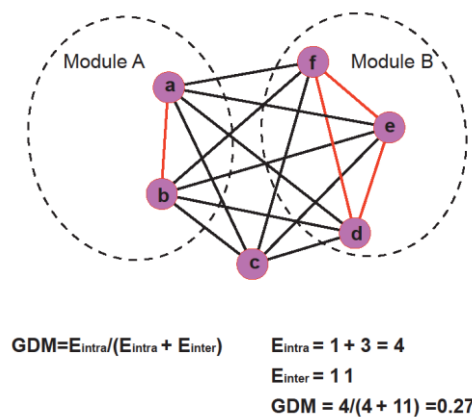 Module A
Module B
a
f
e
b
d
c
GDM=Eintra/(Eintra + Einter)
Eintra = 1 + 3 = 4
Einter = 11
GDM = 4/(4 + 11) =0.27